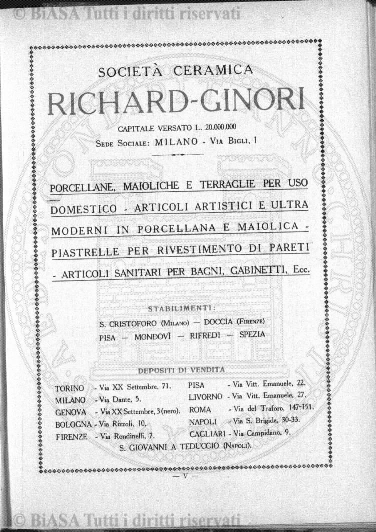 © BiASA Tutti i diritti riservati
SOCIETÀ CERAMICA
RICHARD-GINORI
CAPITALE VERSATO L. 20.000.000
SEDE SOCIALE: MILANO - VIA BIGLI, 1
PORCELLANE, MAIOLICHE E TERRAGLIE PER USO
DOMESTICO - ARTICOLI ARTISTICI E ULTRA
MODERNI IN PORCELLANA E MAIOLICA -
PIASTRELLE PER RIVESTIMENTO DI PARETI
- ARTICOLI SANITARI PER BAGNI, GABINETTI, Ecc.
STABILIMENTI:
S. CRISTOFORO (MILANO) — DOCCIA (FIRENZE)
PISA — MONDOVÌ — RIFREDI — SPEZIA
DEPOSITI DI VENDITA
TORINO - Via XX Settembre, 71. PISA - Via Vitt. Emanuele, 22.
MILANO - Via Dante, 5. LIVORNO - Via Vitt. Emanuele, 27.
GENOVA - Via XX Settembre, 3 (nero). ROMA - Via del Traforo, 147-151.
BOLOGNA - Via Rizzoli, 10. NAPOLI - Via S. Brigida, 30-33.
FIRENZE - Via Rondinelli, 7. CAGLIARI - Via Campidano, 9.
S. GIOVANNI A TEDUCCIO (NAPOLI).
— V —
© BiASA Tutti i diritti riservati